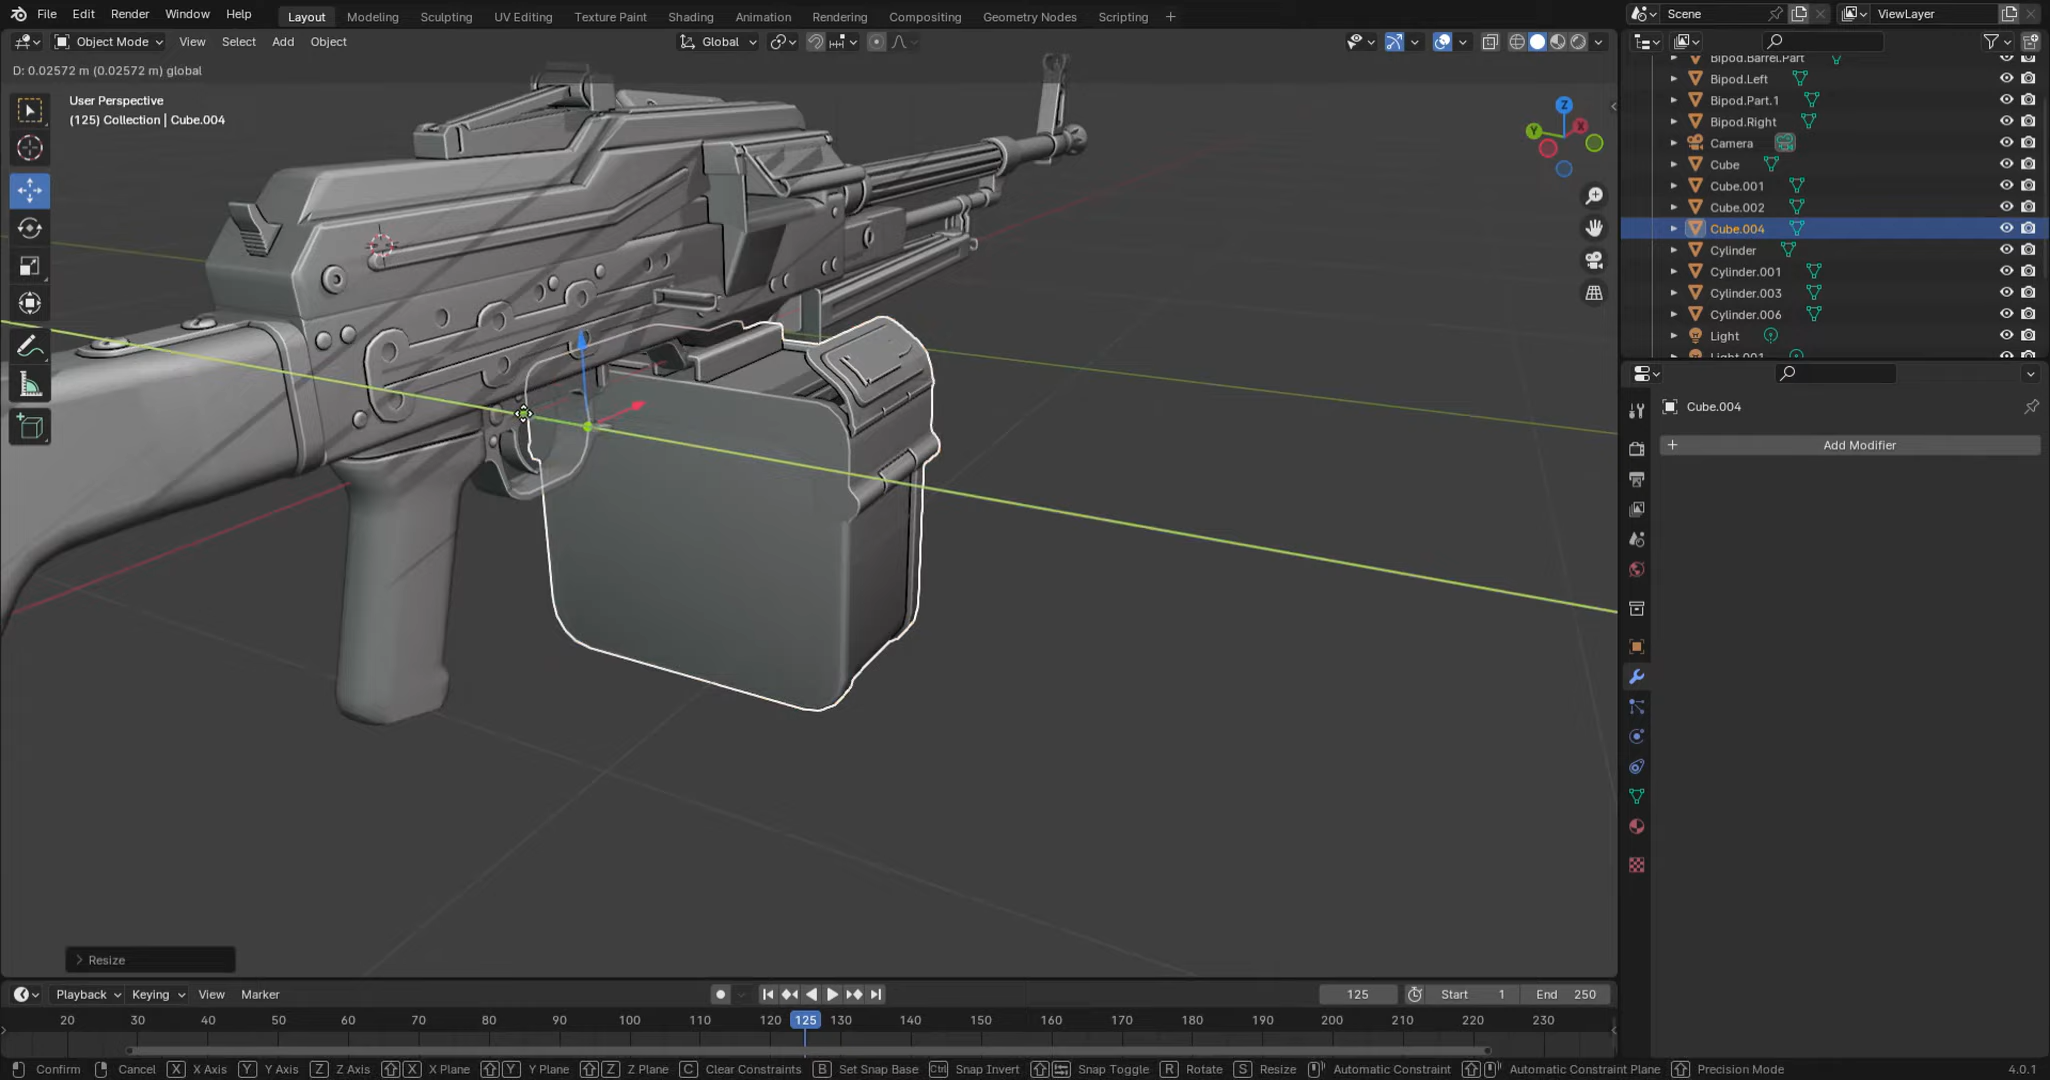 File Edit Render Window Help
Layout Modeling Sculpting UV Editing Texture Paint Shading Animation Rendering Compositing Geometry Nodes Scripting +
Scene
ViewLayer
Object Mode View Select Add Object
Global
D: 0.02572 m (0.02572 m) global
User Perspective
(125) Collection | Cube.004
Z
Y
X
Bipod.Barrel.Part
Bipod.Left
Bipod.Part.1
Bipod.Right
Camera
Cube
Cube.001
Cube.002
Cube.004
Cylinder
Cylinder.001
Cylinder.003
Cylinder.006
Light
Light.001
Cube.004
+ Add Modifier
Resize
Playback Keying View Marker
125 Start 1 End 250
20 30 40 50 60 70 80 90 100 110 120 125 130 140 150 160 170 180 190 200 210 220 230
Confirm Cancel X X Axis Y Y Axis Z Z Axis X X Plane Y Y Plane Z Z Plane C Clear Constraints B Set Snap Base Ctrl Snap Invert Snap Toggle R Rotate S Resize Automatic Constraint Automatic Constraint Plane Precision Mode 4.0.1